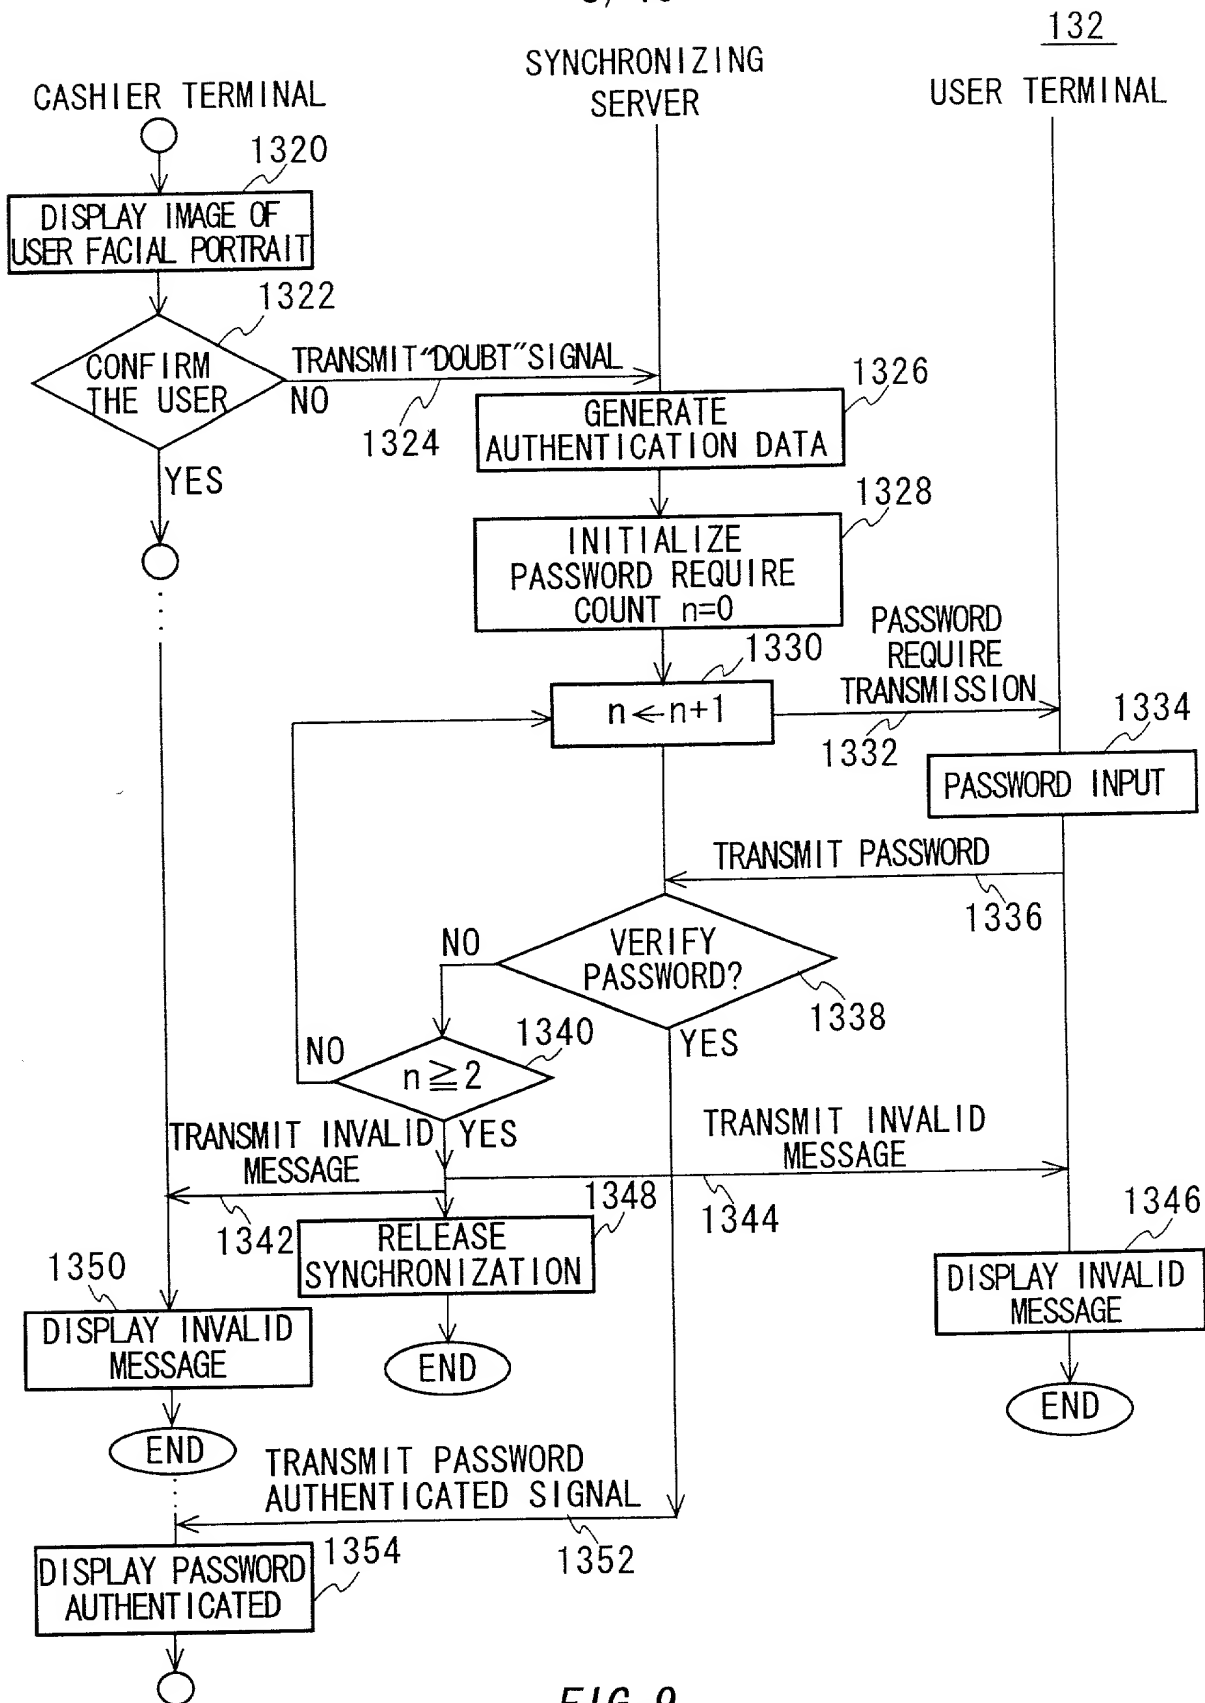 132
SYNCHRONIZING
SERVER
CASHIER TERMINAL
USER TERMINAL
1320
DISPLAY IMAGE OF
USER FACIAL PORTRAIT
1322
CONFIRM
THE USER
TRANSMIT "DOUBT" SIGNAL
NO
1324
YES
1326
GENERATE
AUTHENTICATION DATA
1328
INITIALIZE
PASSWORD REQUIRE
COUNT n=0
1330
n←n+1
PASSWORD
REQUIRE
TRANSMISSION
1332
1334
PASSWORD INPUT
TRANSMIT PASSWORD
1336
VERIFY
PASSWORD?
1338
NO
YES
1340
n≧2
NO
YES
TRANSMIT INVALID
MESSAGE
1342
TRANSMIT INVALID
MESSAGE
1344
1348
RELEASE
SYNCHRONIZATION
END
1346
DISPLAY INVALID
MESSAGE
END
1350
DISPLAY INVALID
MESSAGE
END
TRANSMIT PASSWORD
AUTHENTICATED SIGNAL
1352
1354
DISPLAY PASSWORD
AUTHENTICATED
FIG. 9